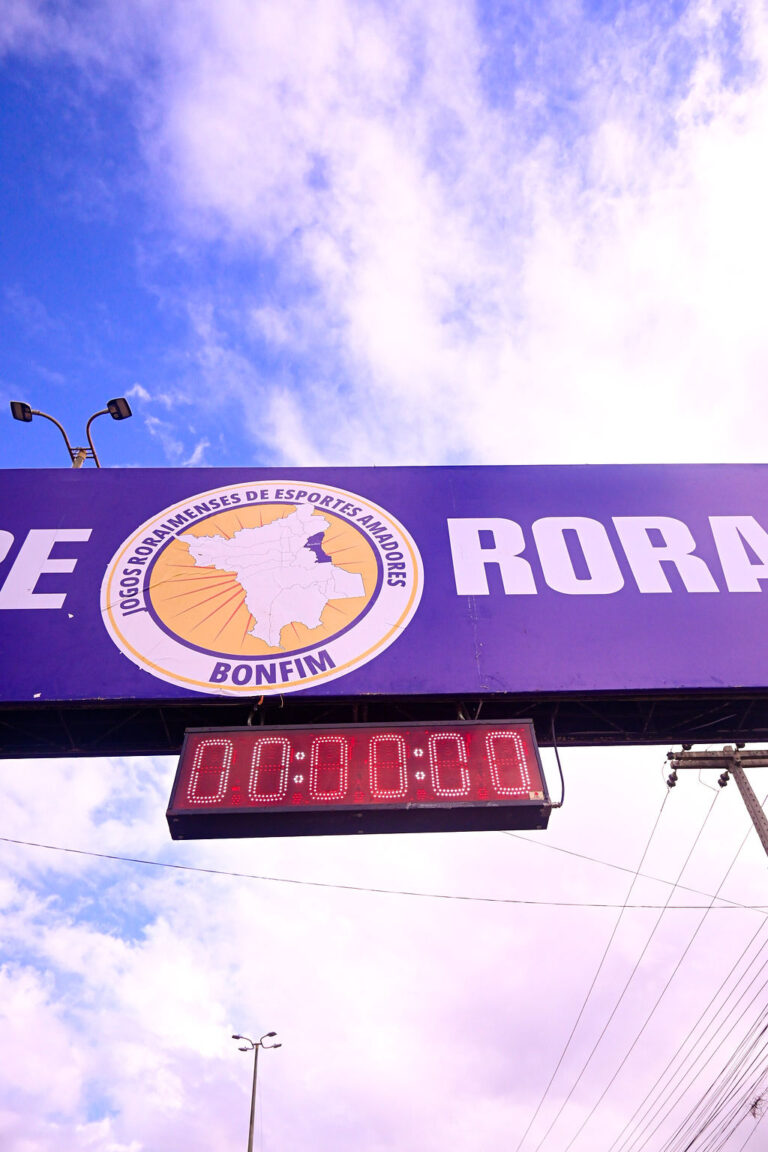 RE
JOGOS RORAIMENSES DE ESPORTES AMADORES
BONFIM
RORA
00:00:00